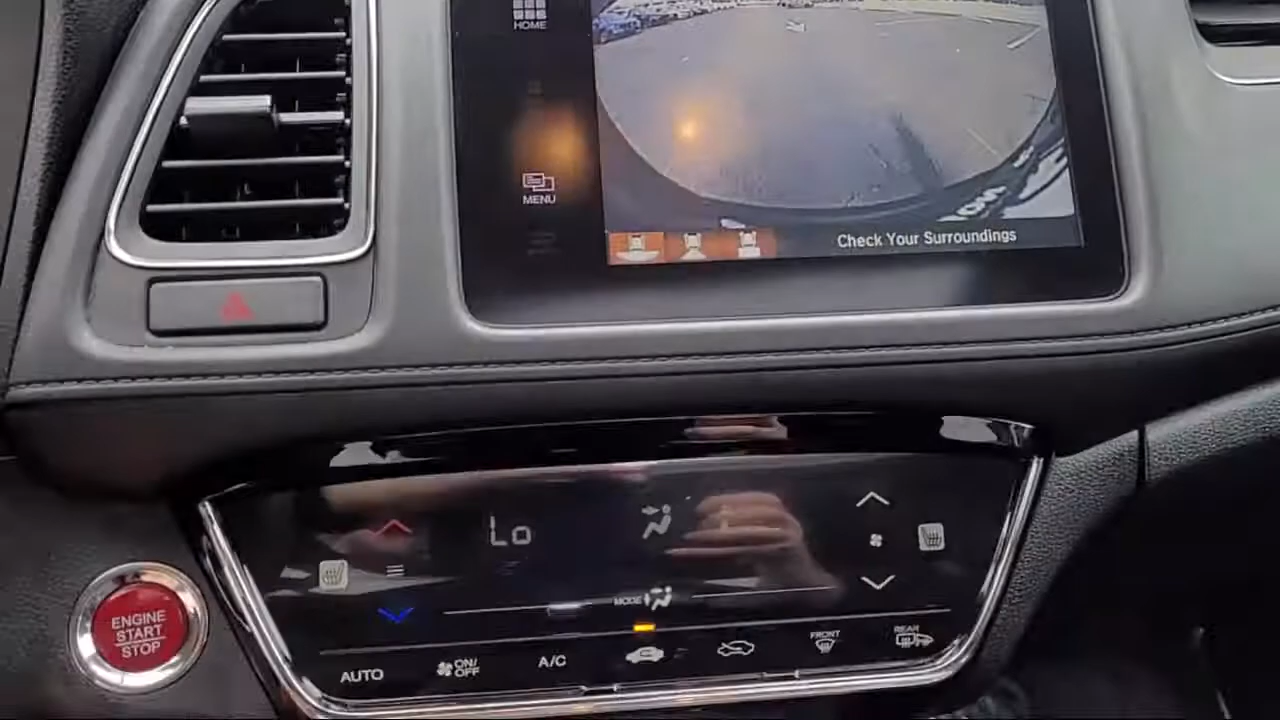 HOME
MENU
Check Your Surroundings
Lo
MODE
ENGINE
START
STOP
AUTO
ON/
OFF
A/C
FRONT
REAR